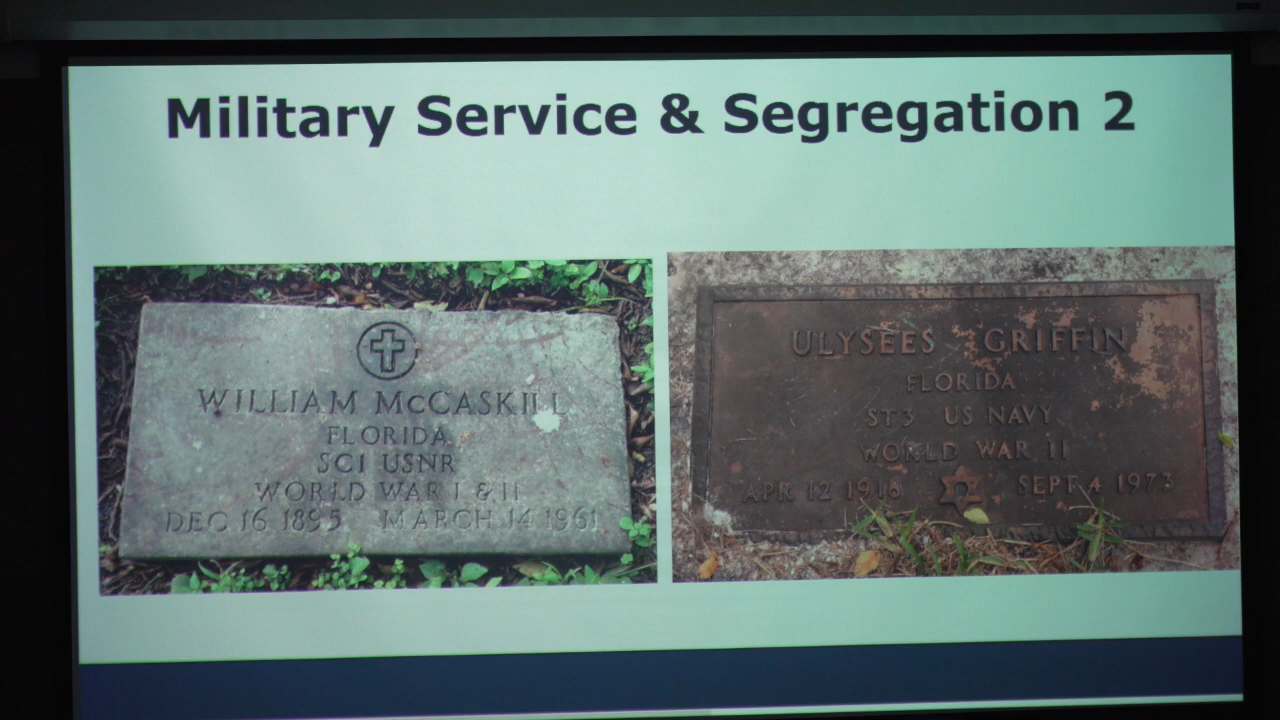 Military Service & Segregation 2
WILLIAM McCASKILL
FLORIDA
SC1 USNR
WORLD WAR I & II
DEC 16 1895 MARCH 14 1961
ULYSEES GRIFFIN
FLORIDA
ST3 US NAVY
WORLD WAR II
APR 12 1918 SEPT 4 1973